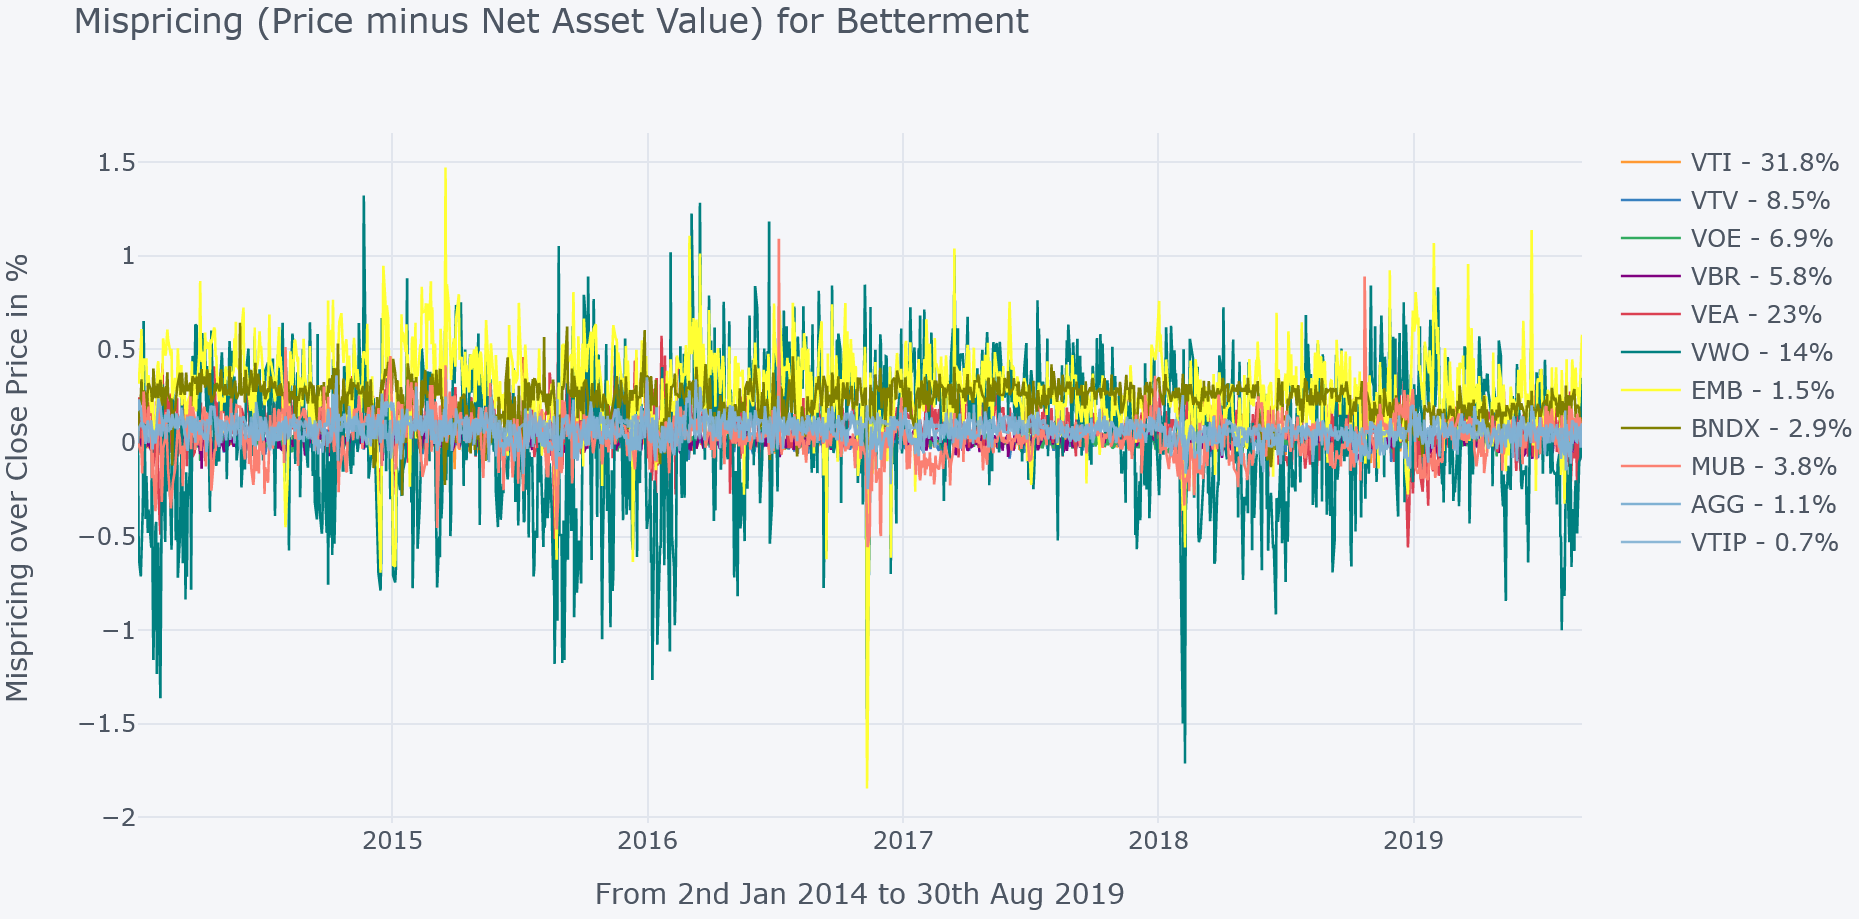 Mispricing (Price minus Net Asset Value) for Betterment
Mispricing over Close Price in %
1.5
1
0.5
0
−0.5
−1
−1.5
−2
2015
2016
2017
2018
2019
From 2nd Jan 2014 to 30th Aug 2019
VTI - 31.8%
VTV - 8.5%
VOE - 6.9%
VBR - 5.8%
VEA - 23%
VWO - 14%
EMB - 1.5%
BNDX - 2.9%
MUB - 3.8%
AGG - 1.1%
VTIP - 0.7%